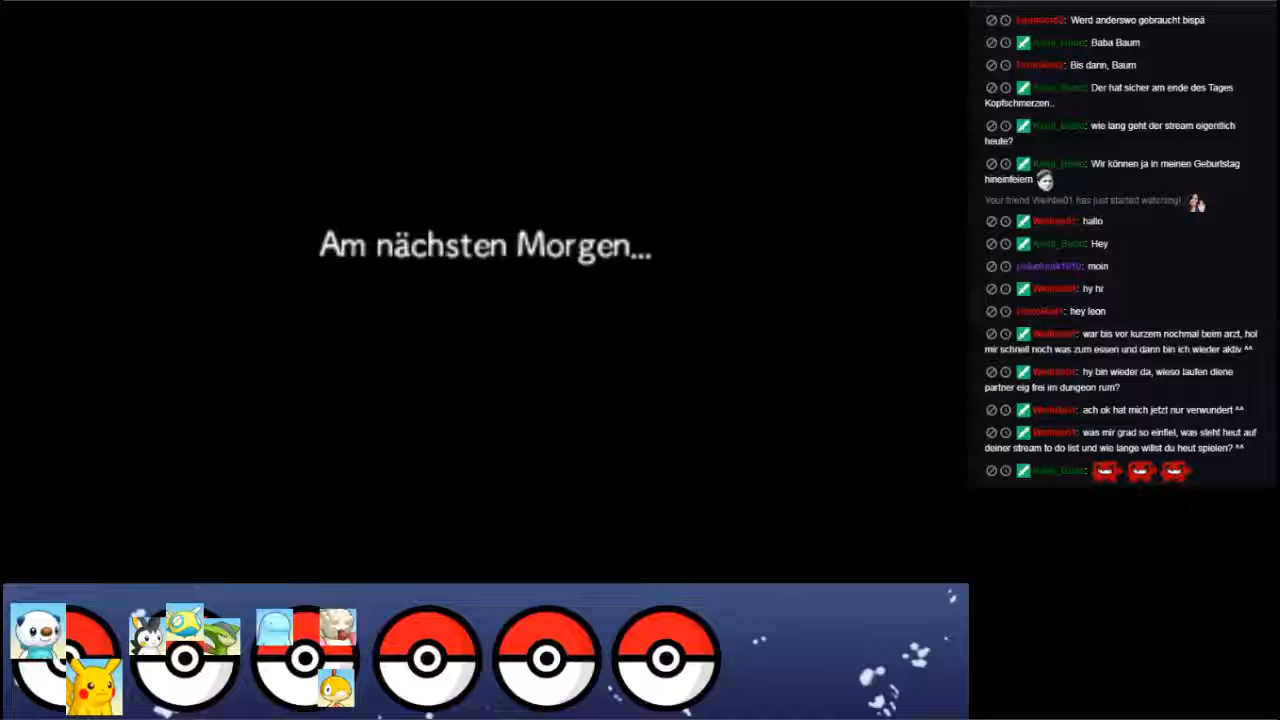 Am nächsten Morgen...
: Werd anderswo gebraucht bispä
: Baba Baum
: Bis dann, Baum
: Der hat sicher am ende des Tages
Kopfschmerzen..
: wie lang geht der stream eigentlich
heute?
: Wir können ja in meinen Geburtstag
hineinfeiern
Your friend Weihtie01 has just started watching!
: hallo
: Hey
: moin
: hy hr
: hey leon
: war bis vor kurzem nochmal beim arzt, hol
mir schnell noch was zum essen und dann bin ich wieder aktiv ^^
: hy bin wieder da, wieso laufen diene
partner eig frei im dungeon rum?
: ach ok hat mich jetzt nur verwundert ^^
: was mir grad so einfiel, was steht heut auf
deiner stream to do list und wie lange willst du heut spielen? ^^